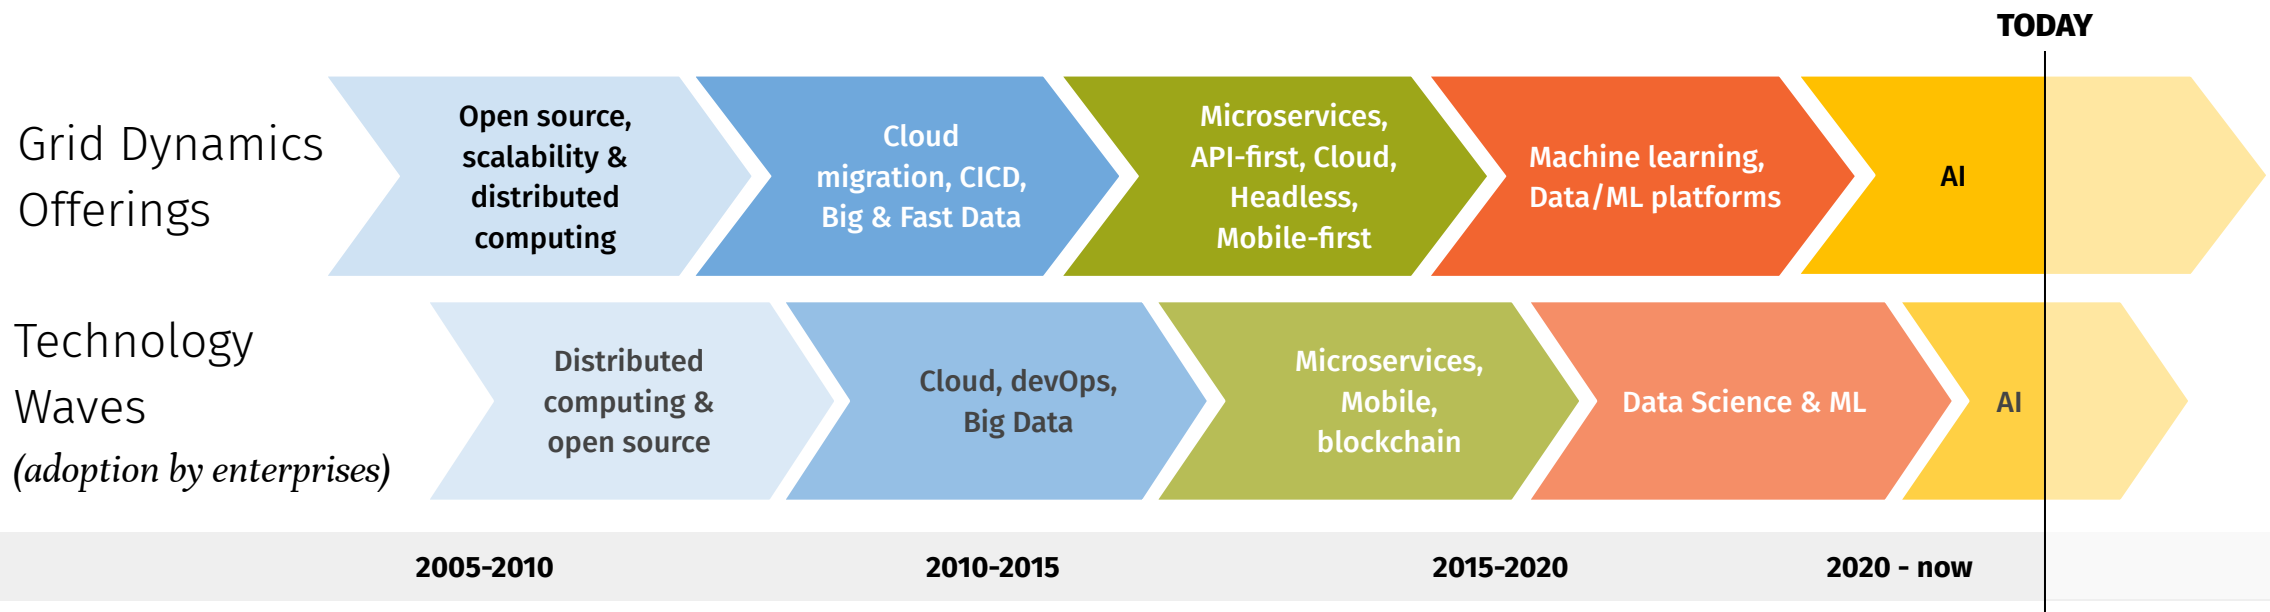 TODAY
Grid Dynamics
Offerings
Open source,
scalability &
distributed
computing
Cloud
migration, CICD,
Big & Fast Data
Microservices,
API-first, Cloud,
Headless,
Mobile-first
Machine learning,
Data/ML platforms
AI
Technology
Waves
(adoption by enterprises)
Distributed
computing &
open source
Cloud, devOps,
Big Data
Microservices,
Mobile,
blockchain
Data Science & ML
AI
2005-2010
2010-2015
2015-2020
2020 - now